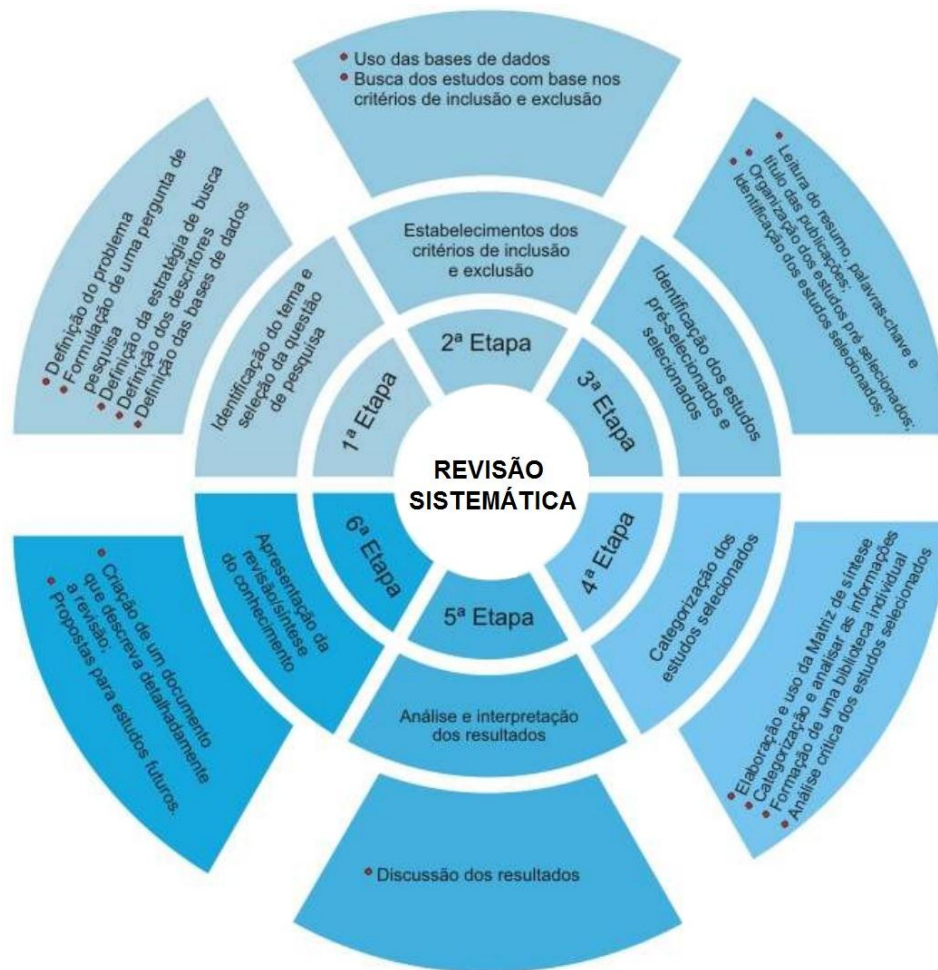 REVISÃO
SISTEMÁTICA
1ª Etapa
Identificação do tema e
seleção da questão
de pesquisa
Definição do problema
Formulação de uma pergunta de
pesquisa
Definição da estratégia de busca
Definição dos descritores
Definição das bases de dados
2ª Etapa
Estabelecimentos dos
critérios de inclusão
e exclusão
Uso das bases de dados
Busca dos estudos com base nos
critérios de inclusão e exclusão
3ª Etapa
Identificação dos estudos
pré-selecionados e
selecionados
Leitura do resumo, palavras-chave e
título das publicações;
Organização dos estudos pré selecionados;
Identificação dos estudos selecionados;
4ª Etapa
Categorização dos
estudos selecionados
Elaboração e uso da Matriz de síntese
Categorização e analisar as informações
Formação de uma biblioteca individual
Análise crítica dos estudos selecionados
5ª Etapa
Análise e interpretação
dos resultados
Discussão dos resultados
6ª Etapa
Apresentação da
revisão/síntese
do conhecimento
Criação de um documento
que descreva detalhadamente
a revisão;
Propostas para estudos futuros.